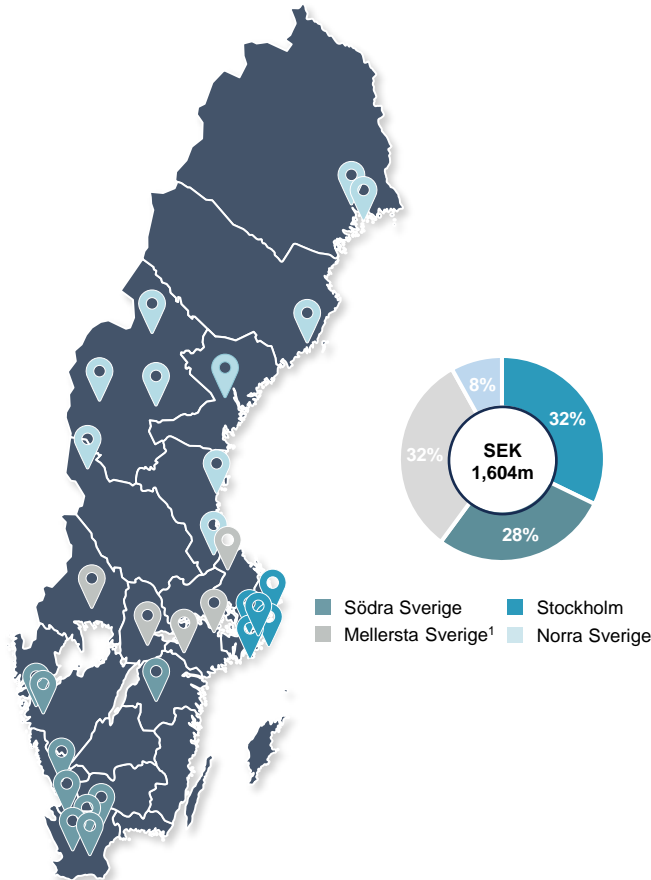 8%
32%
32%
SEK
1,604m
28%
Södra Sverige
Stockholm
Mellersta Sverige¹
Norra Sverige